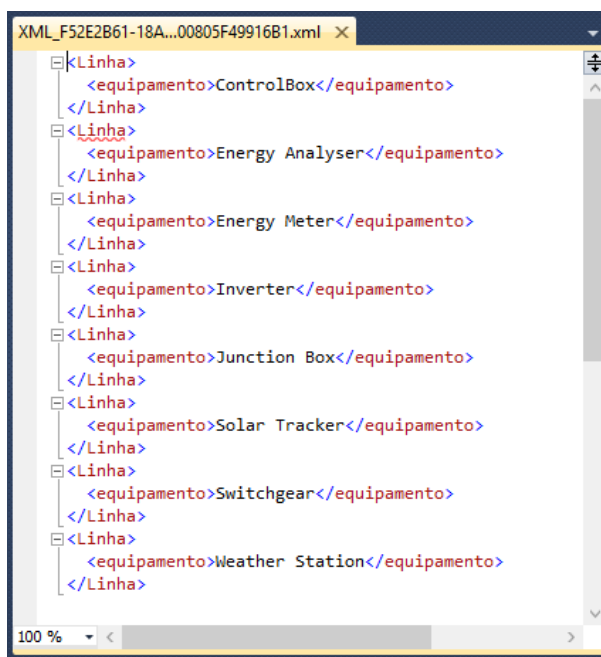 XML_F52E2B61-18A...00805F49916B1.xml
<Linha>
<equipamento>ControlBox</equipamento>
</Linha>
<Linha>
<equipamento>Energy Analyser</equipamento>
</Linha>
<Linha>
<equipamento>Energy Meter</equipamento>
</Linha>
<Linha>
<equipamento>Inverter</equipamento>
</Linha>
<Linha>
<equipamento>Junction Box</equipamento>
</Linha>
<Linha>
<equipamento>Solar Tracker</equipamento>
</Linha>
<Linha>
<equipamento>Switchgear</equipamento>
</Linha>
<Linha>
<equipamento>Weather Station</equipamento>
</Linha>
100 %